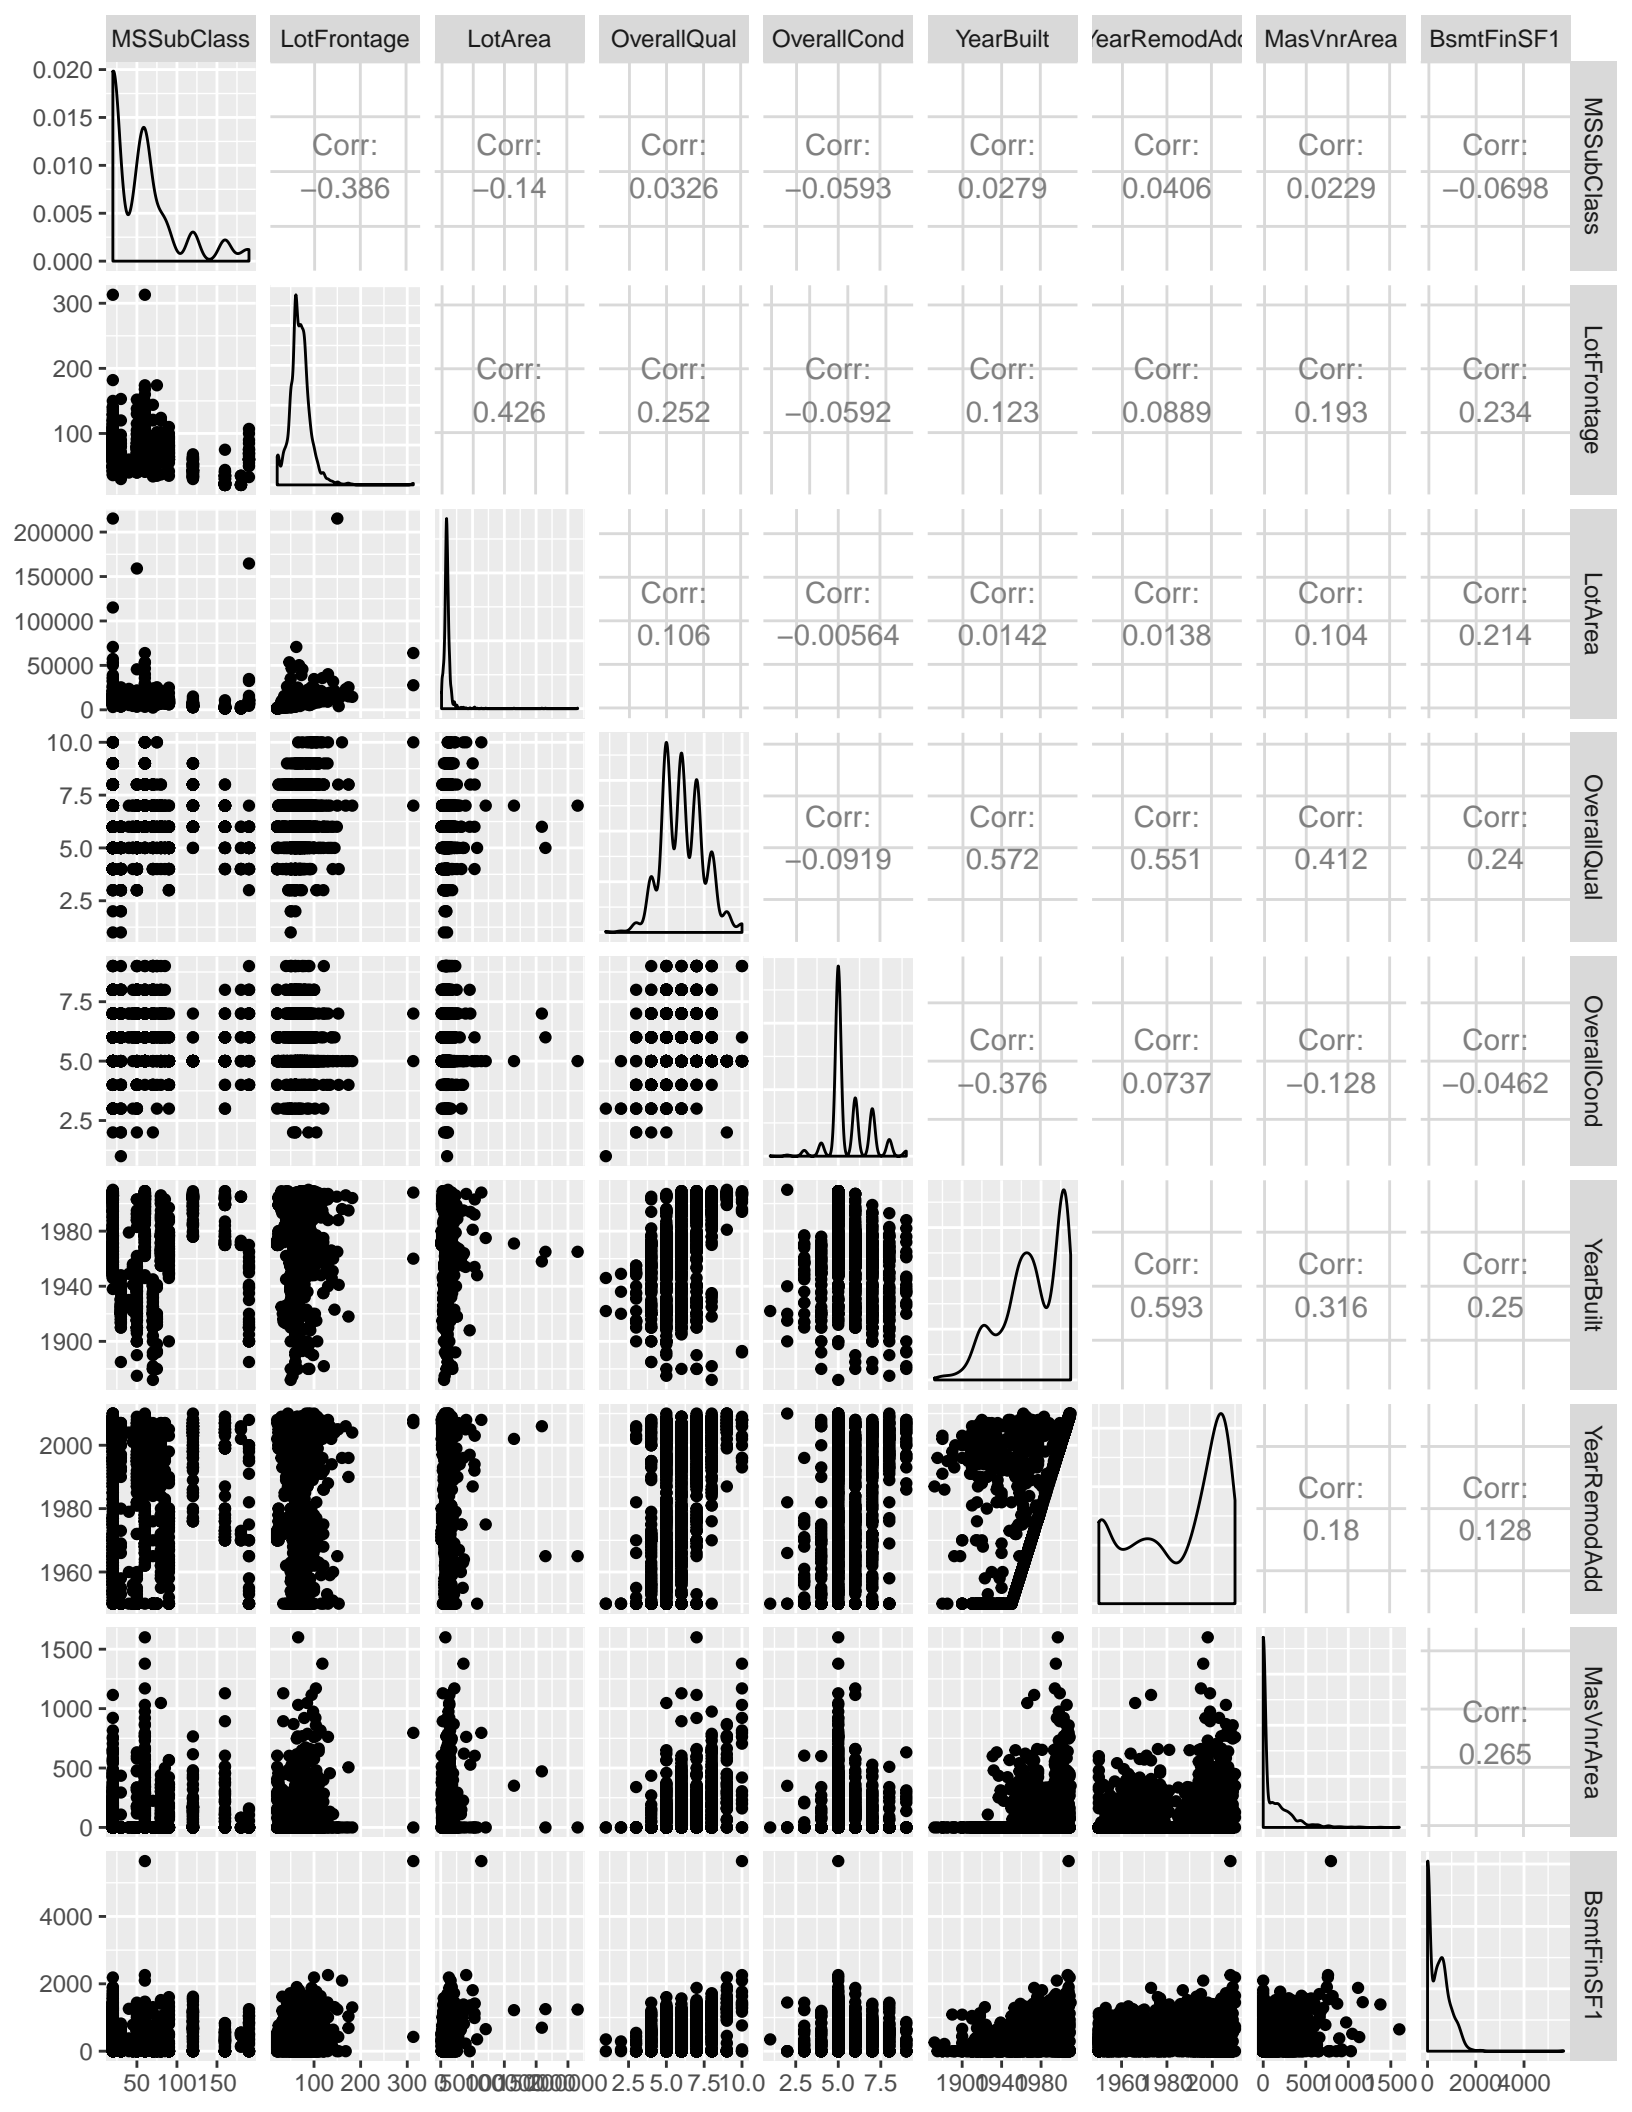 MSSubClass LotFrontage LotArea OverallQual OverallCond YearBuilt YearRemodAdd MasVnrArea BsmtFinSF1
MSSubClass
0.020
0.015
0.010
0.005
0.000
Corr: Corr: Corr: Corr: Corr: Corr: Corr: Corr:
−0.386 −0.14 0.0326 −0.0593 0.0279 0.0406 0.0229 −0.0698
LotFrontage
300
200
100
Corr: Corr: Corr: Corr: Corr: Corr: Corr:
0.426 0.252 −0.0592 0.123 0.0889 0.193 0.234
LotArea
200000
150000
100000
50000
0
Corr: Corr: Corr: Corr: Corr: Corr:
0.106 −0.00564 0.0142 0.0138 0.104 0.214
OverallQual
10.0
7.5
5.0
2.5
Corr: Corr: Corr: Corr: Corr:
−0.0919 0.572 0.551 0.412 0.24
OverallCond
7.5
5.0
2.5
Corr: Corr: Corr: Corr:
−0.376 0.0737 −0.128 −0.0462
YearBuilt
1980
1940
1900
Corr: Corr: Corr:
0.593 0.316 0.25
YearRemodAdd
2000
1980
1960
Corr: Corr:
0.18 0.128
MasVnrArea
1500
1000
500
0
Corr:
0.265
BsmtFinSF1
4000
2000
0
50 100 150 100 200 300 0 50000 100000 150000 200000 2.5 5.0 7.5 10.0 2.5 5.0 7.5 1900 1940 1980 1960 1980 2000 0 500 1000 1500 0 2000 4000